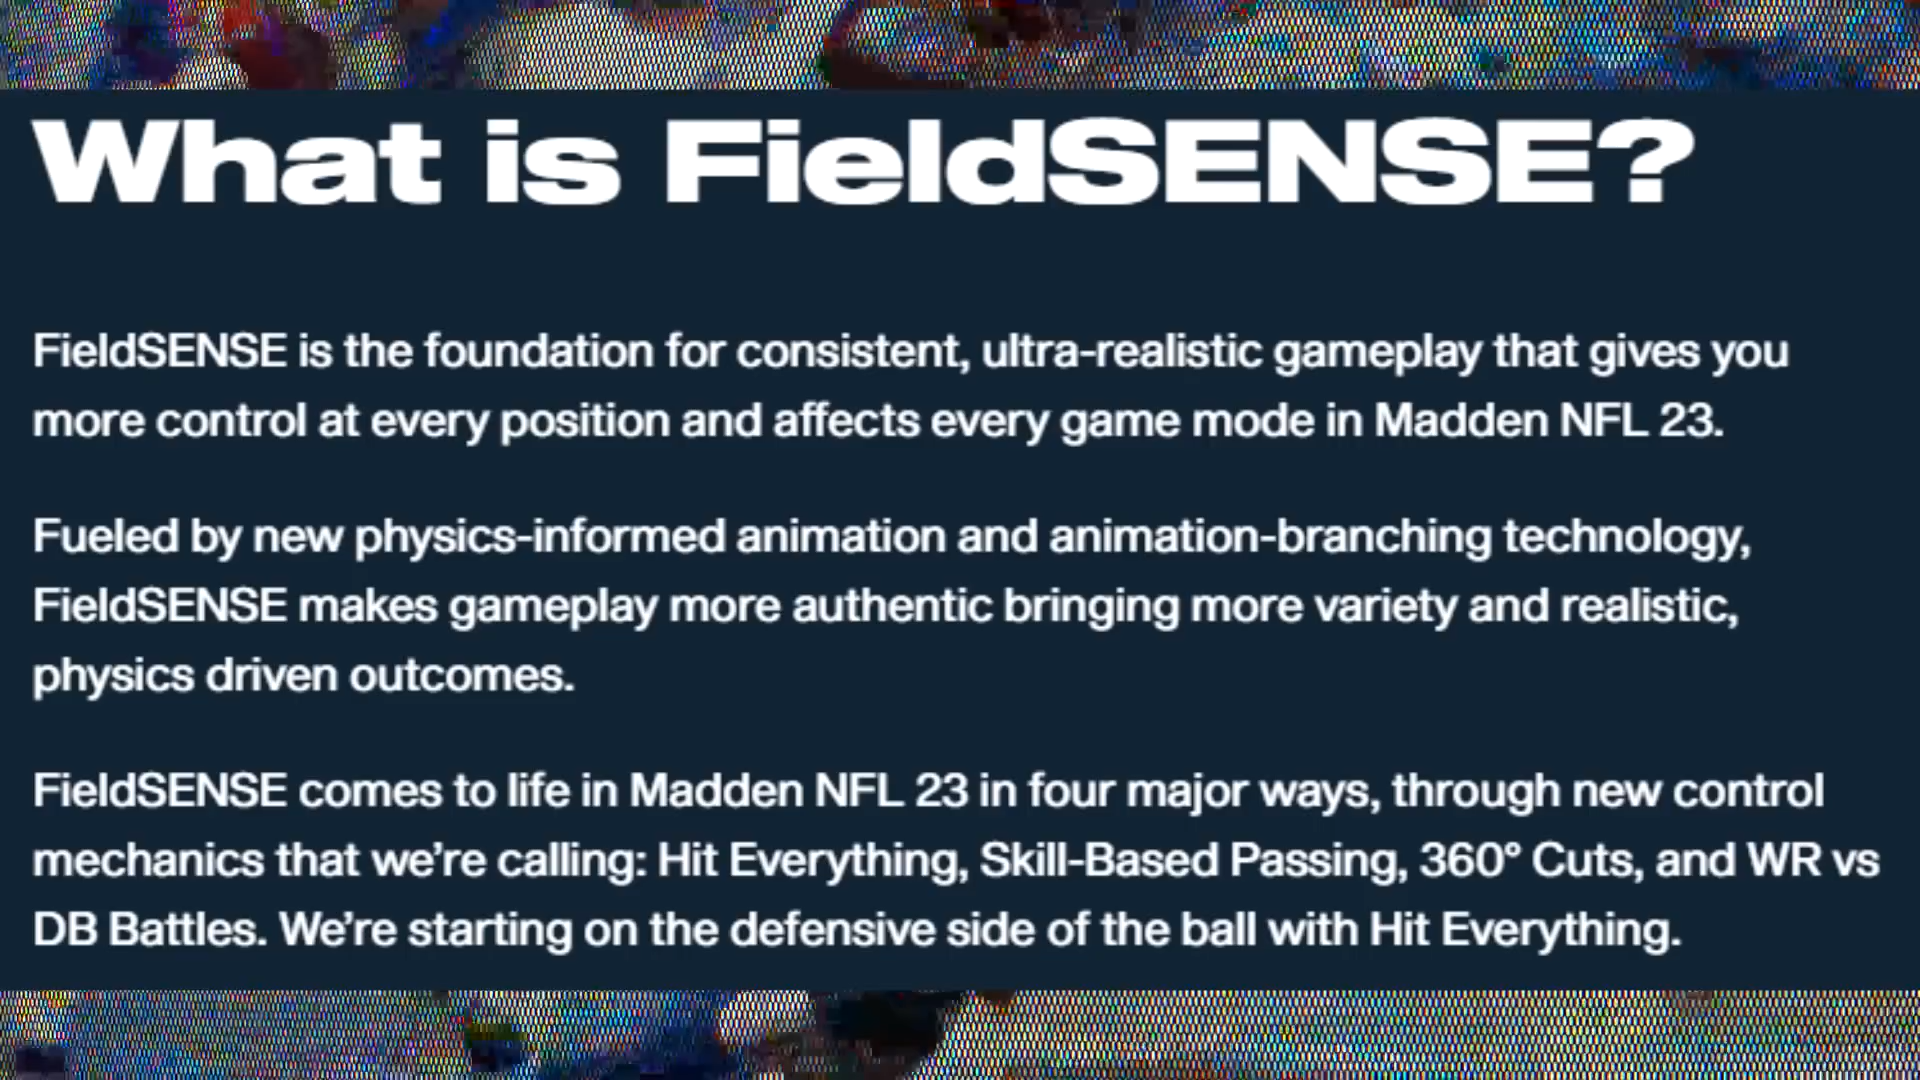 What is FieldSENSE?
FieldSENSE is the foundation for consistent, ultra-realistic gameplay that gives you
more control at every position and affects every game mode in Madden NFL 23.
Fueled by new physics-informed animation and animation-branching technology,
FieldSENSE makes gameplay more authentic bringing more variety and realistic,
physics driven outcomes.
FieldSENSE comes to life in Madden NFL 23 in four major ways, through new control
mechanics that we’re calling: Hit Everything, Skill-Based Passing, 360° Cuts, and WR vs
DB Battles. We’re starting on the defensive side of the ball with Hit Everything.